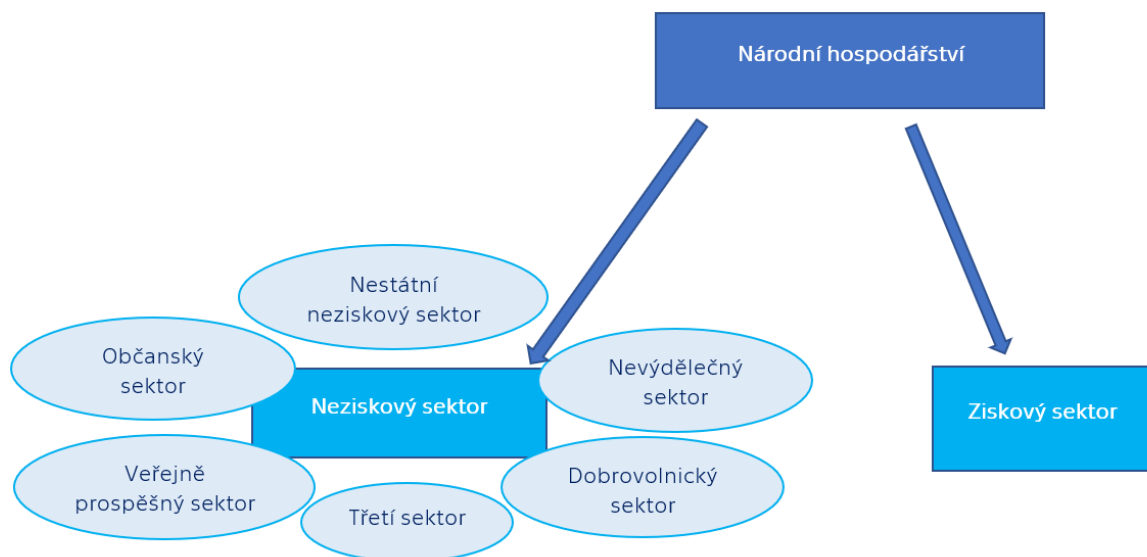 Národní hospodářství
Nestátní
neziskový sektor
Občanský
sektor
Nevýdělečný
sektor
Neziskový sektor
Ziskový sektor
Veřejně
prospěšný sektor
Dobrovolnický
sektor
Třetí sektor